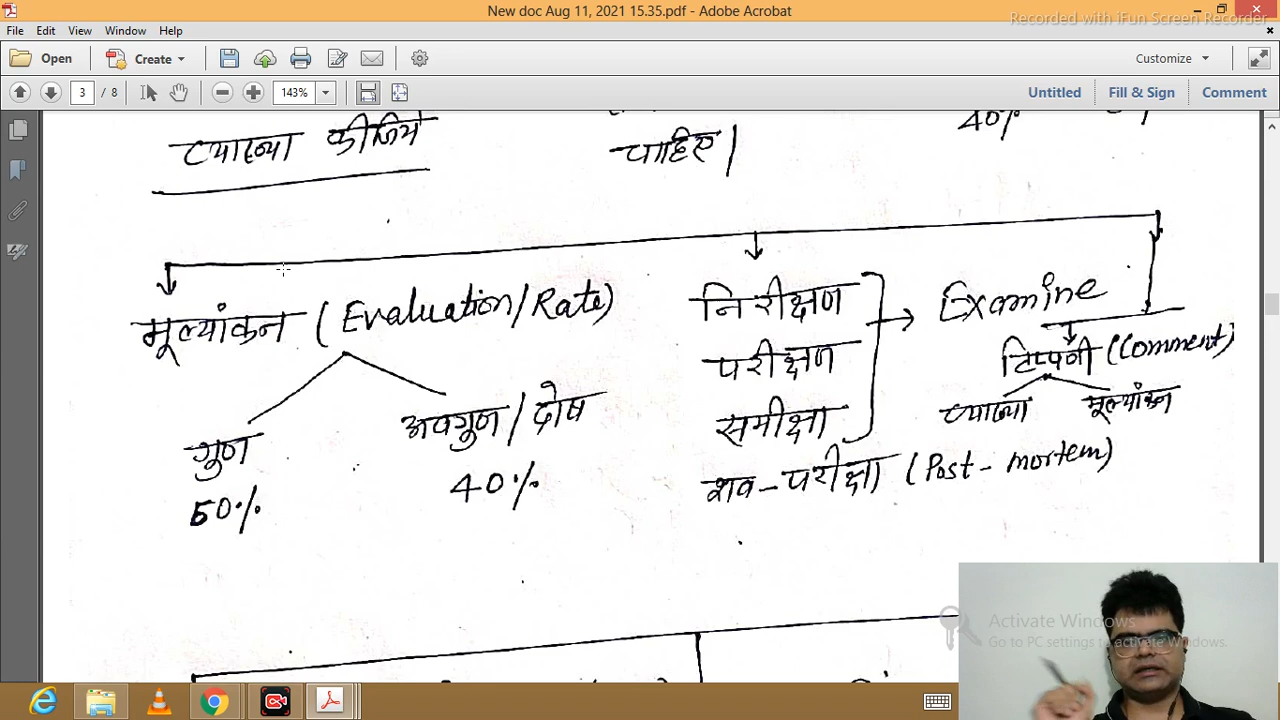 New doc Aug 11, 2021 15.35.pdf - Adobe Acrobat
Recorded with iFun Screen Recorder
File Edit View Window Help
Open Create Customize
3 / 8 143% Untitled Fill & Sign Comment
व्याख्या कीजिये
चाहिए।
40%
मूल्यांकन (Evaluation/Rate)
गुण
50%
अवगुण/दोष
40%
निरीक्षण
परीक्षण
समीक्षा
शव-परीक्षा (Post-mortem)
Examine
टिप्पणी (Comment)
व्याख्या मूल्यांकन
Activate Windows
Go to PC settings to activate Windows.